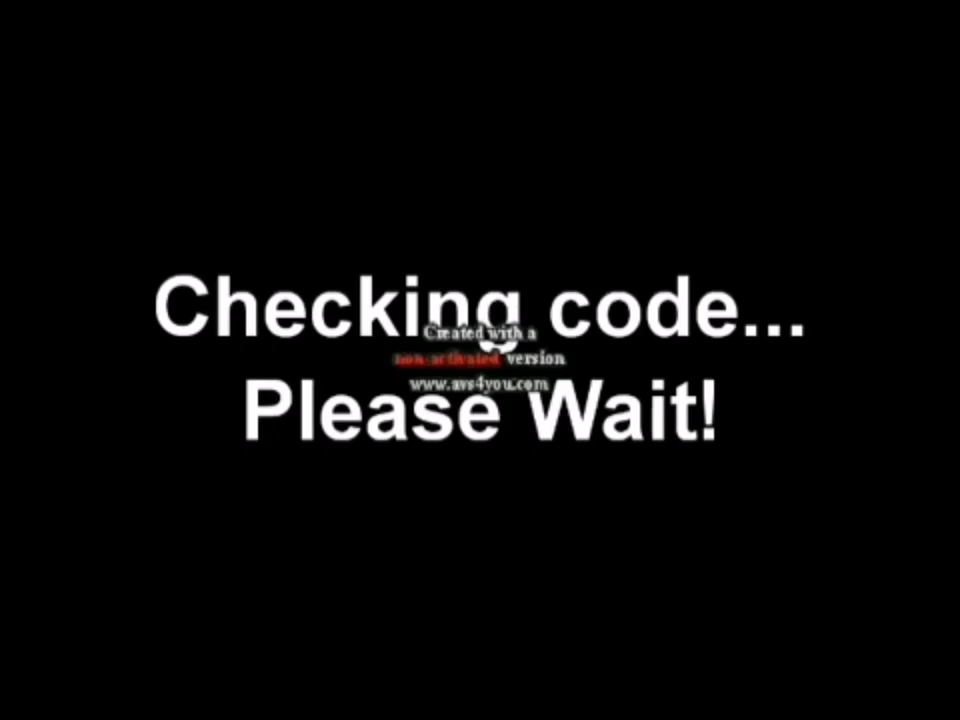 Checking code...
Created with a
non-activated version
www.avs4you.com
Please Wait!